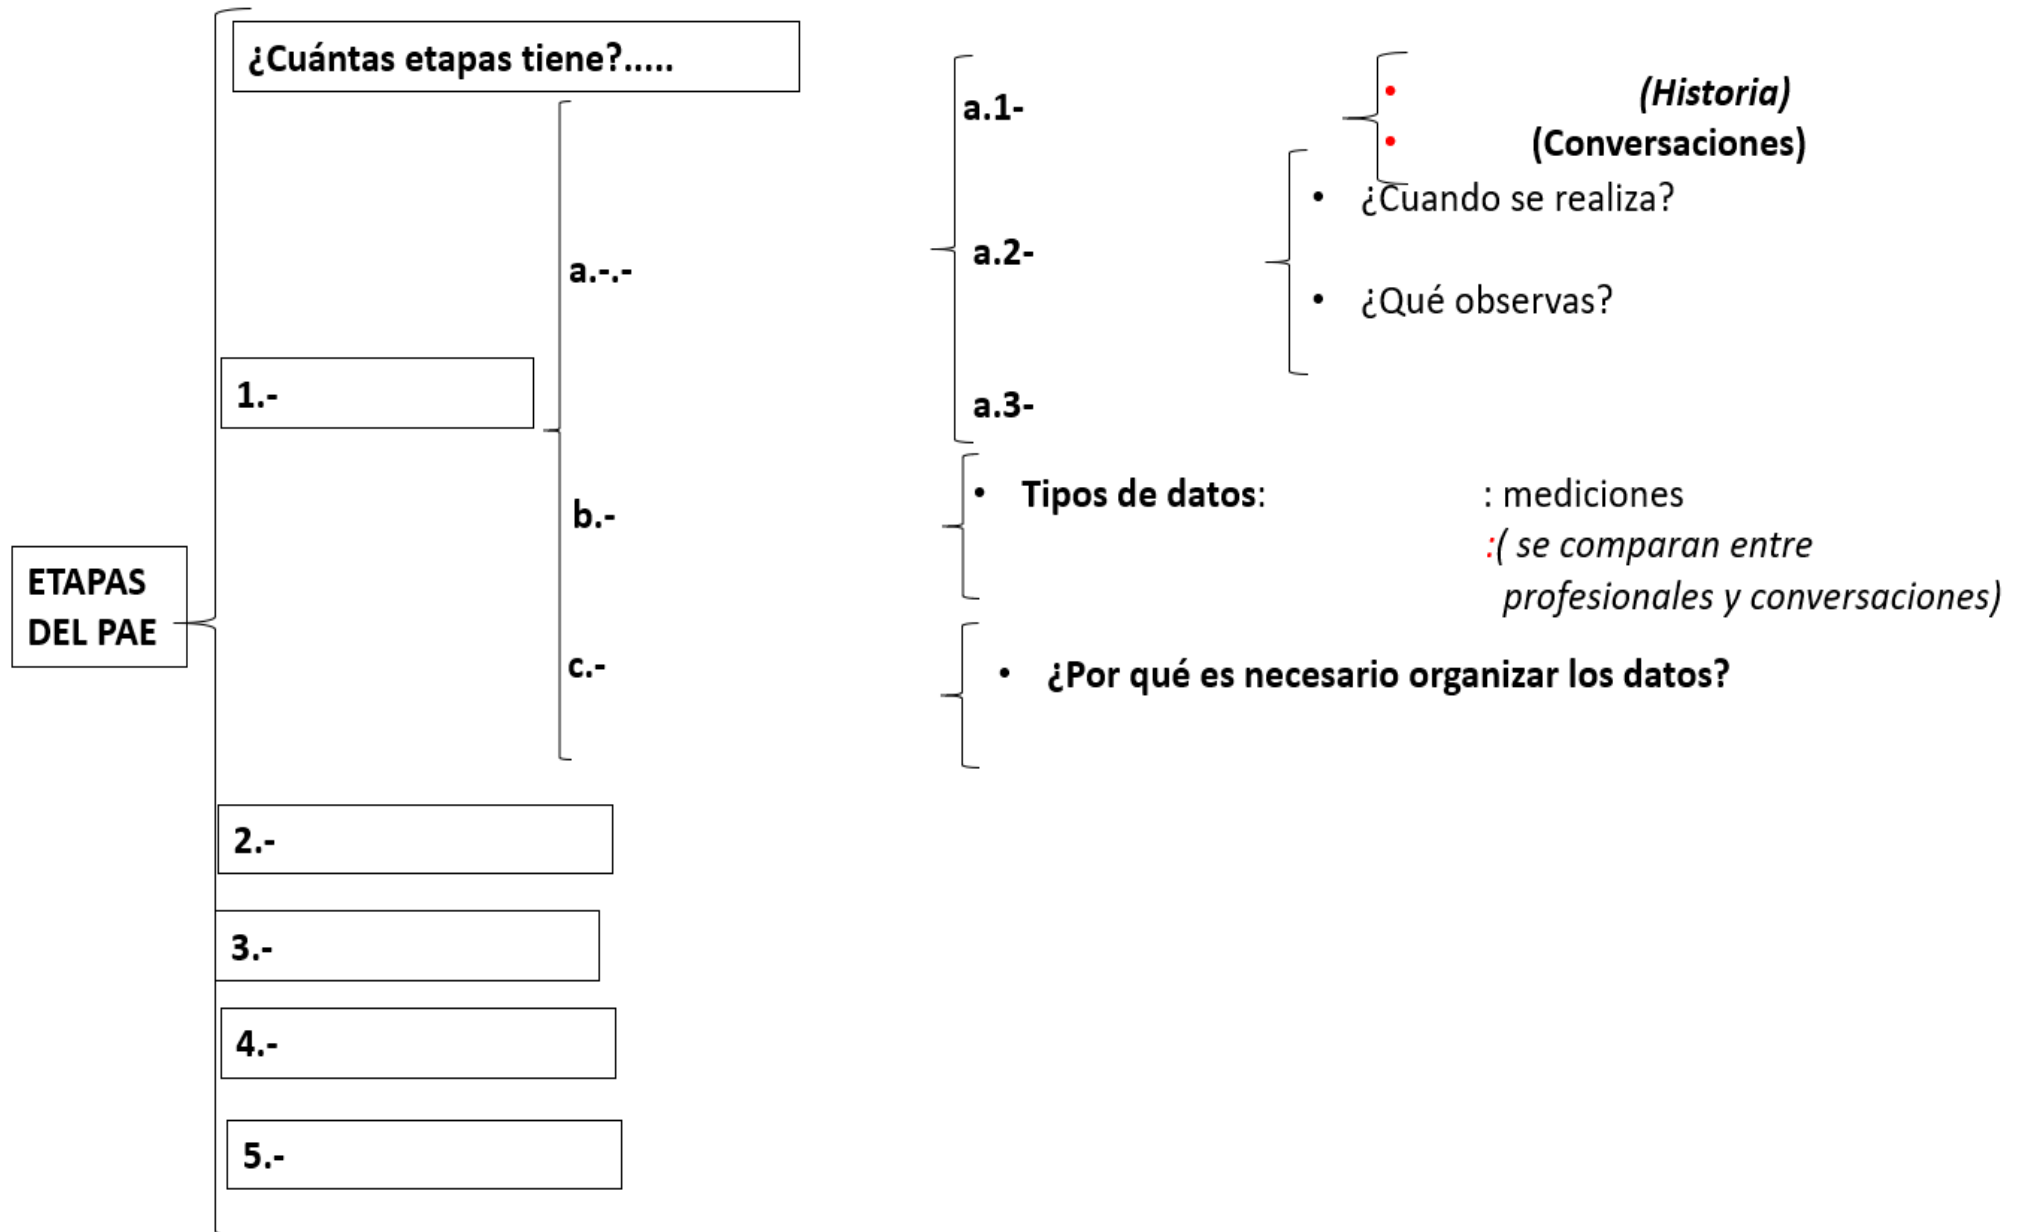 ¿Cuántas etapas tiene?.....
a.1-
(Historia)
(Conversaciones)
• ¿Cuando se realiza?
a.2-
a.-.-
• ¿Qué observas?
1.-
a.3-
• Tipos de datos: : mediciones
b.-
:( se comparan entre
profesionales y conversaciones)
ETAPAS
DEL PAE
c.-
• ¿Por qué es necesario organizar los datos?
2.-
3.-
4.-
5.-